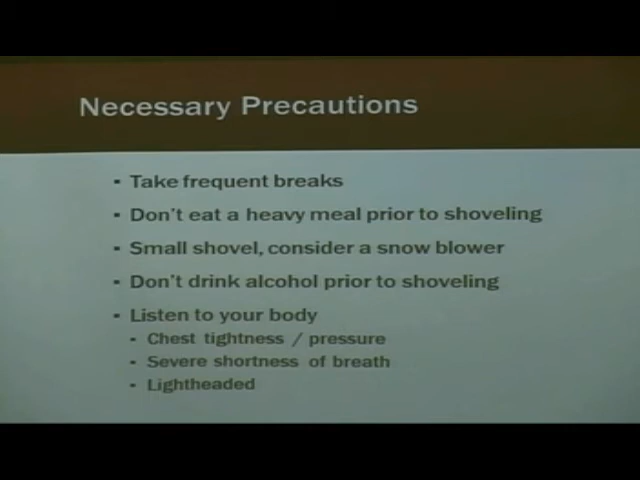 Necessary Precautions
▪ Take frequent breaks
▪ Don't eat a heavy meal prior to shoveling
▪ Small shovel, consider a snow blower
▪ Don't drink alcohol prior to shoveling
▪ Listen to your body
▪ Chest tightness / pressure
▪ Severe shortness of breath
▪ Lightheaded